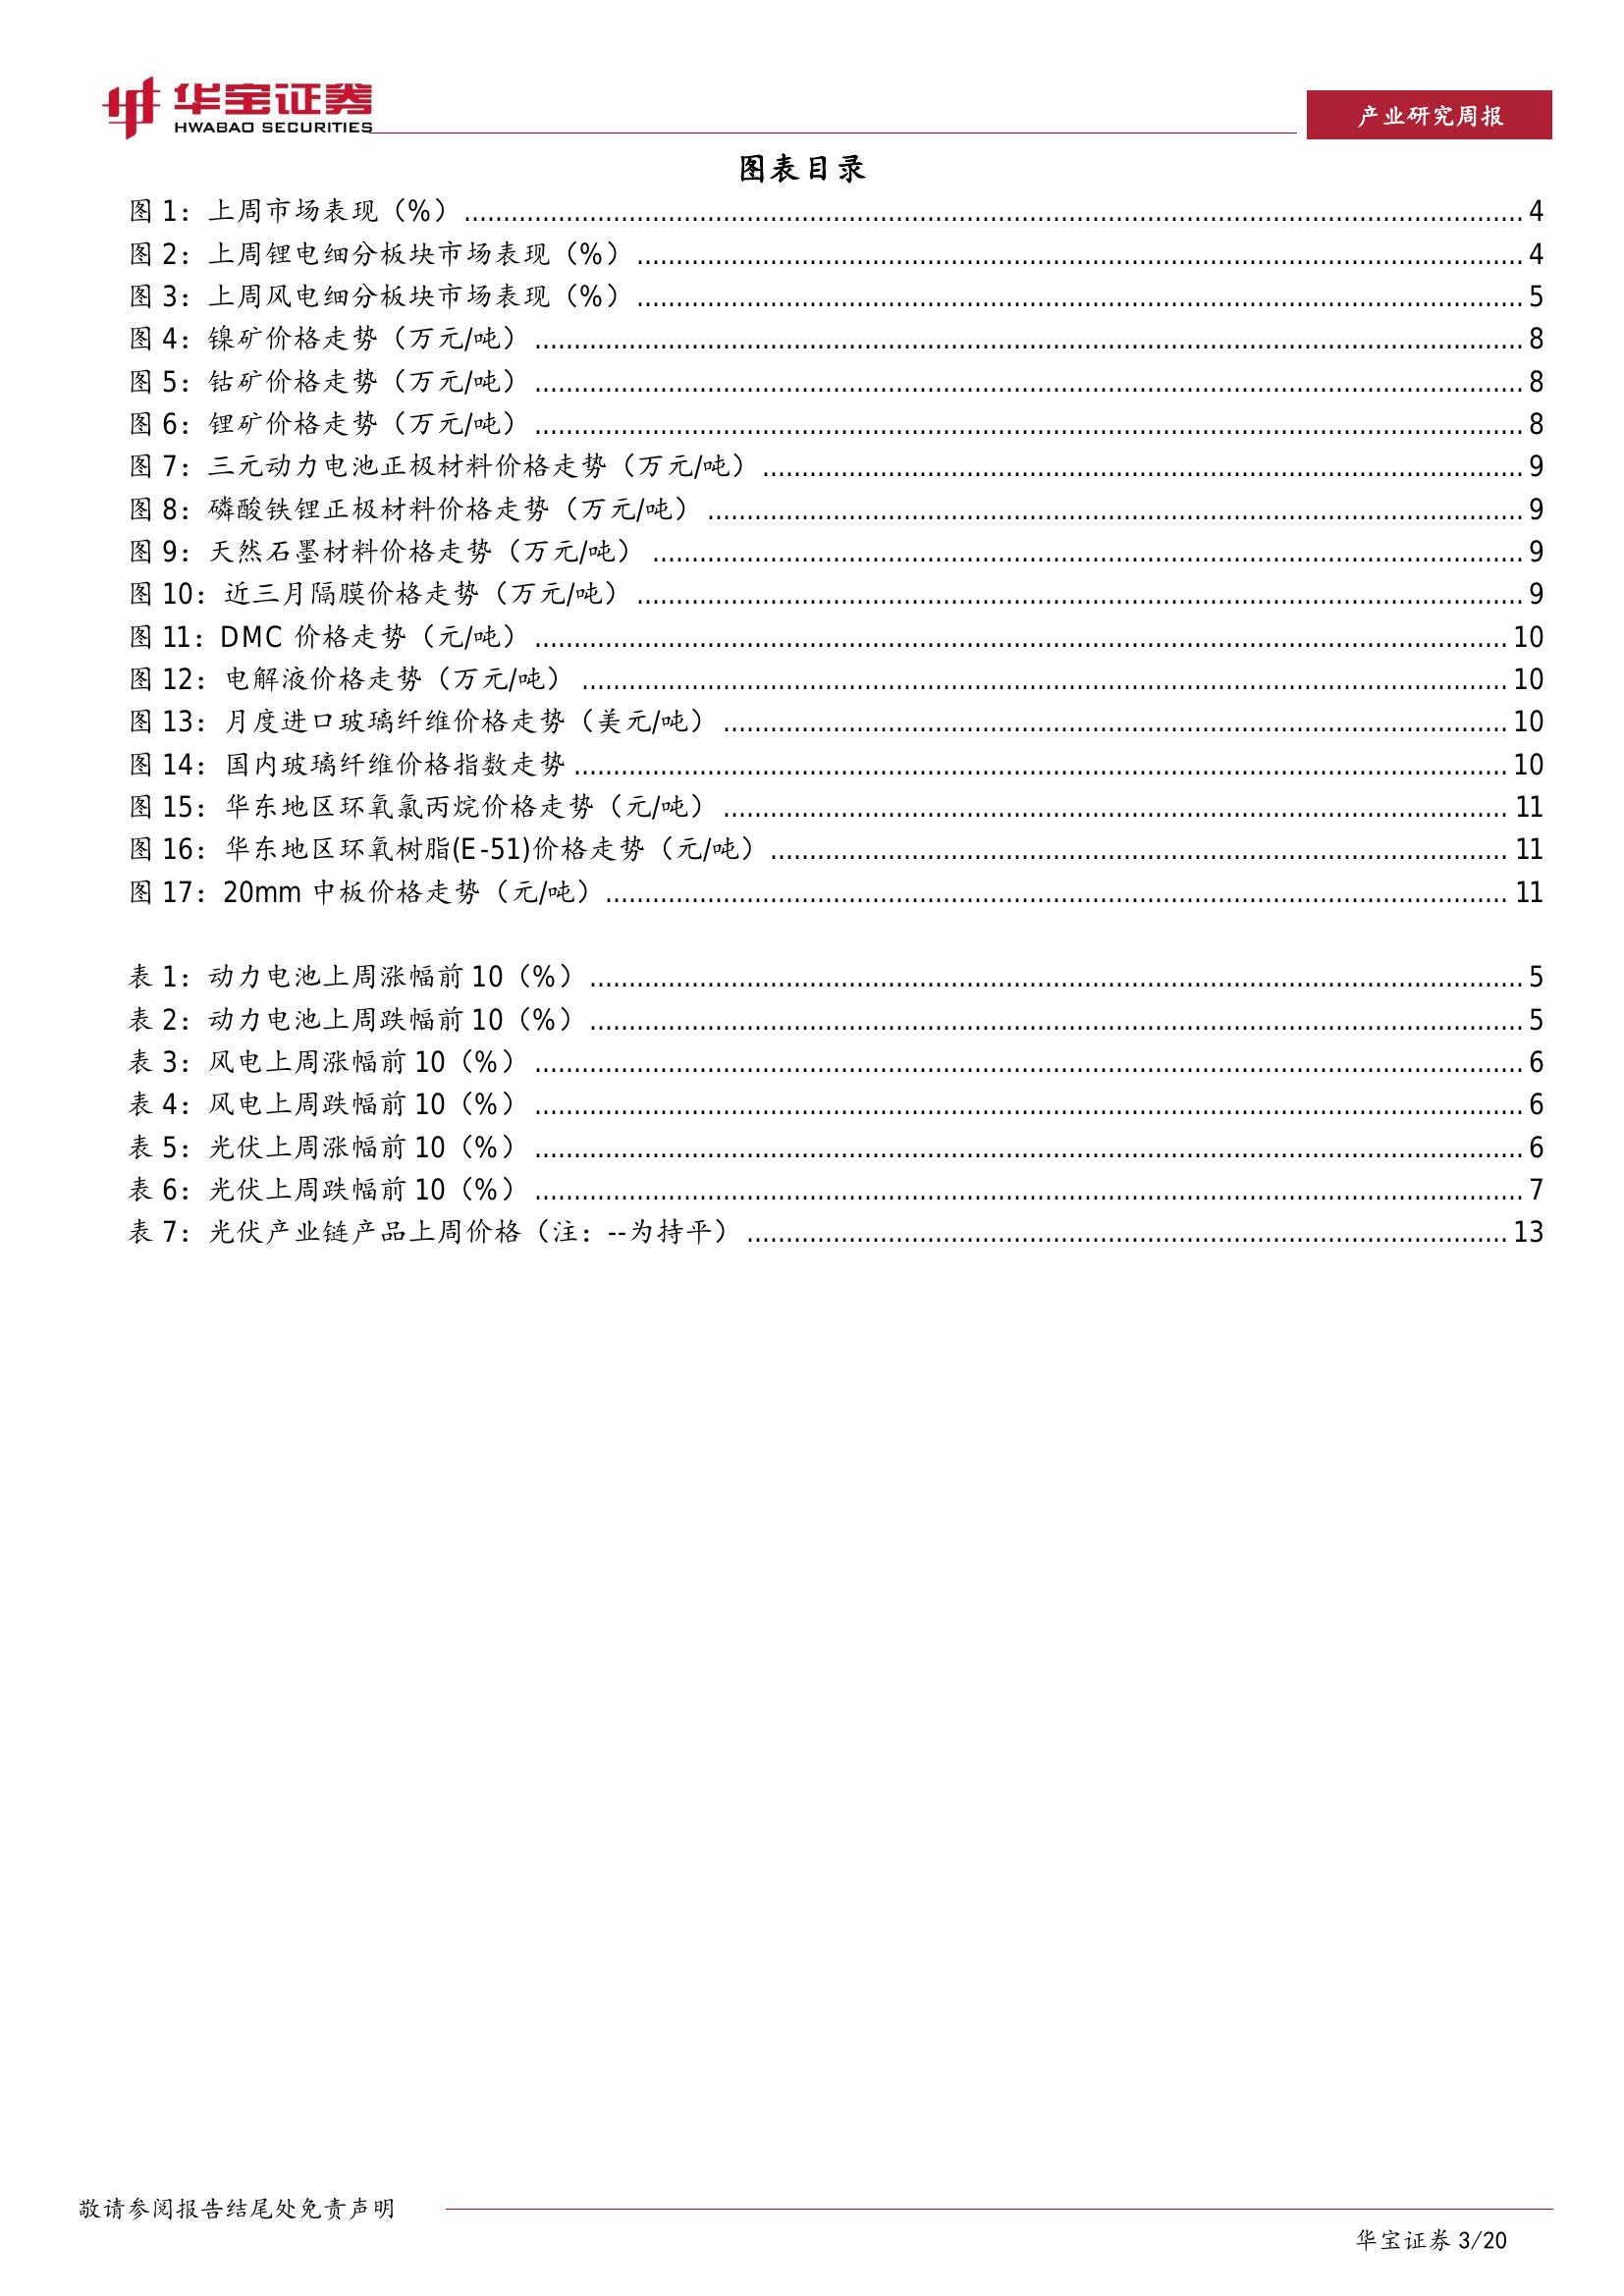 华宝证券
HWABAO SECURITIES
产业研究周报
图表目录
图 1：上周市场表现（%） 4
图 2：上周锂电细分板块市场表现（%） 4
图 3：上周风电细分板块市场表现（%） 5
图 4：镍矿价格走势（万元/吨） 8
图 5：钴矿价格走势（万元/吨） 8
图 6：锂矿价格走势（万元/吨） 8
图 7：三元动力电池正极材料价格走势（万元/吨） 9
图 8：磷酸铁锂正极材料价格走势（万元/吨） 9
图 9：天然石墨材料价格走势（万元/吨） 9
图 10：近三月隔膜价格走势（万元/吨） 9
图 11：DMC 价格走势（元/吨） 10
图 12：电解液价格走势（万元/吨） 10
图 13：月度进口玻璃纤维价格走势（美元/吨） 10
图 14：国内玻璃纤维价格指数走势 10
图 15：华东地区环氧氯丙烷价格走势（元/吨） 11
图 16：华东地区环氧树脂(E-51)价格走势（元/吨） 11
图 17：20mm 中板价格走势（元/吨） 11
表 1：动力电池上周涨幅前 10（%） 5
表 2：动力电池上周跌幅前 10（%） 5
表 3：风电上周涨幅前 10（%） 6
表 4：风电上周跌幅前 10（%） 6
表 5：光伏上周涨幅前 10（%） 6
表 6：光伏上周跌幅前 10（%） 7
表 7：光伏产业链产品上周价格（注：--为持平） 13
敬请参阅报告结尾处免责声明
华宝证券 3/20